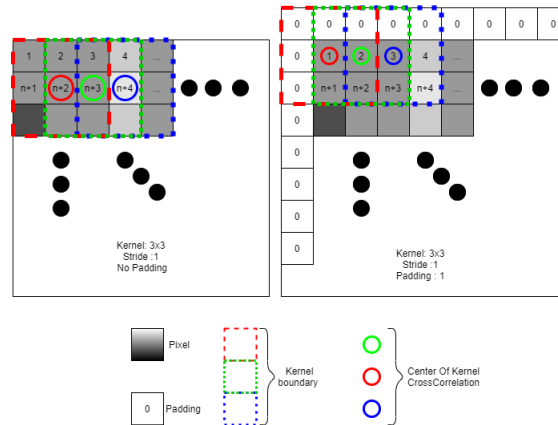 0 0 0 0 0 0 0 0
1 2 3 4 ...
0 1 2 3 4 ...
n+1 n+2 n+3 n+4 ...
0 n+1 n+2 n+3 n+4 ...
0
0
0
0
0
Kernel: 3x3
Stride :1
No Padding
Kernel: 3x3
Stride :1
Padding : 1
Pixel
Kernel
boundary
Center Of Kernel
CrossCorrelation
0 Padding